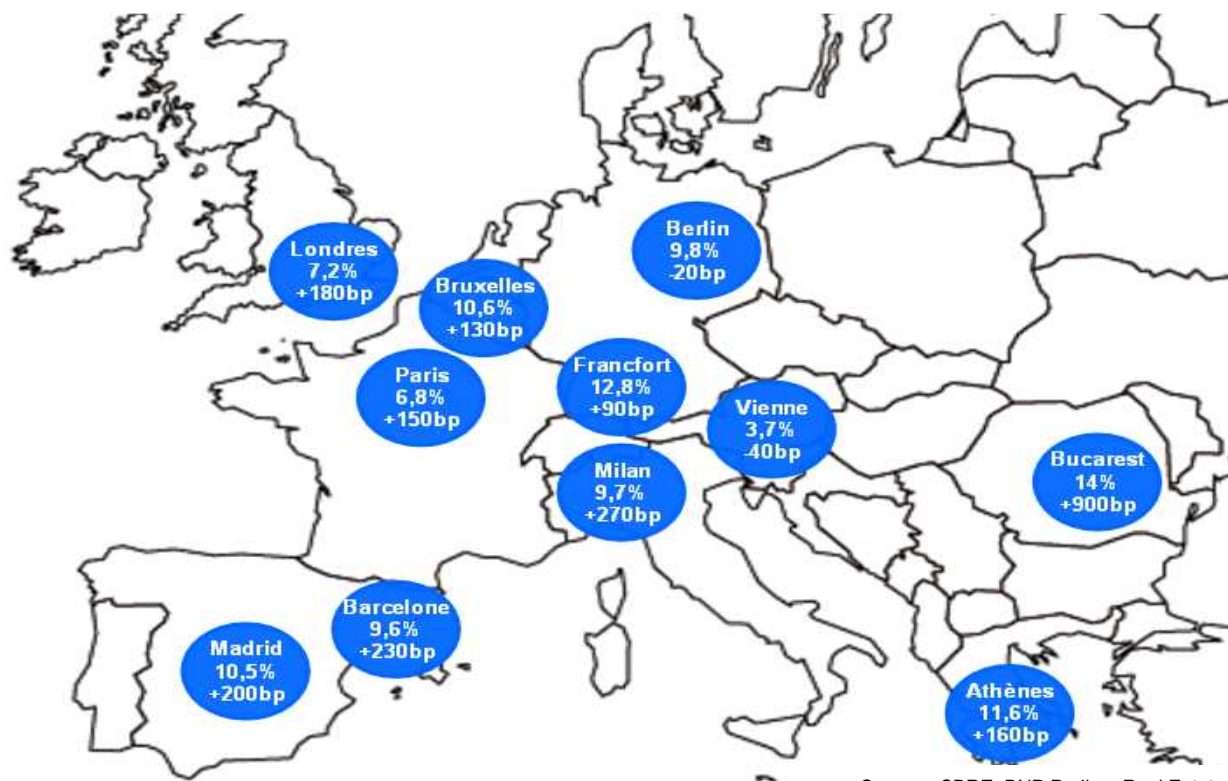 Berlin
9,8%
-20bp
Londres
7,2%
+180bp
Bruxelles
10,6%
+130bp
Francfort
12,8%
+90bp
Paris
6,8%
+150bp
Vienne
3,7%
-40bp
Milan
9,7%
+270bp
Bucarest
14%
+900bp
Barcelone
9,6%
+230bp
Madrid
10,5%
+200bp
Athènes
11,6%
+160bp